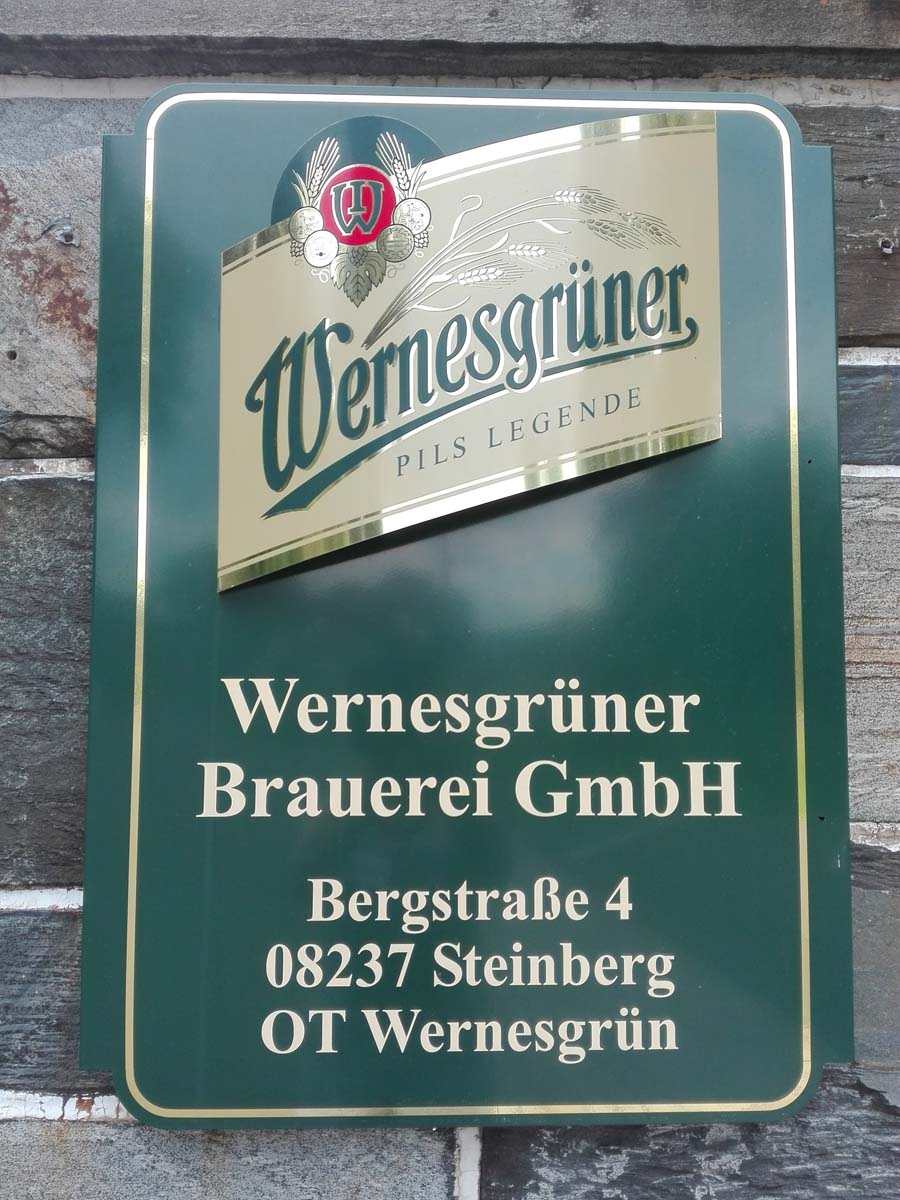 W
Wernesgrüner
PILS LEGENDE
Wernesgrüner
Brauerei GmbH
Bergstraße 4
08237 Steinberg
OT Wernesgrün